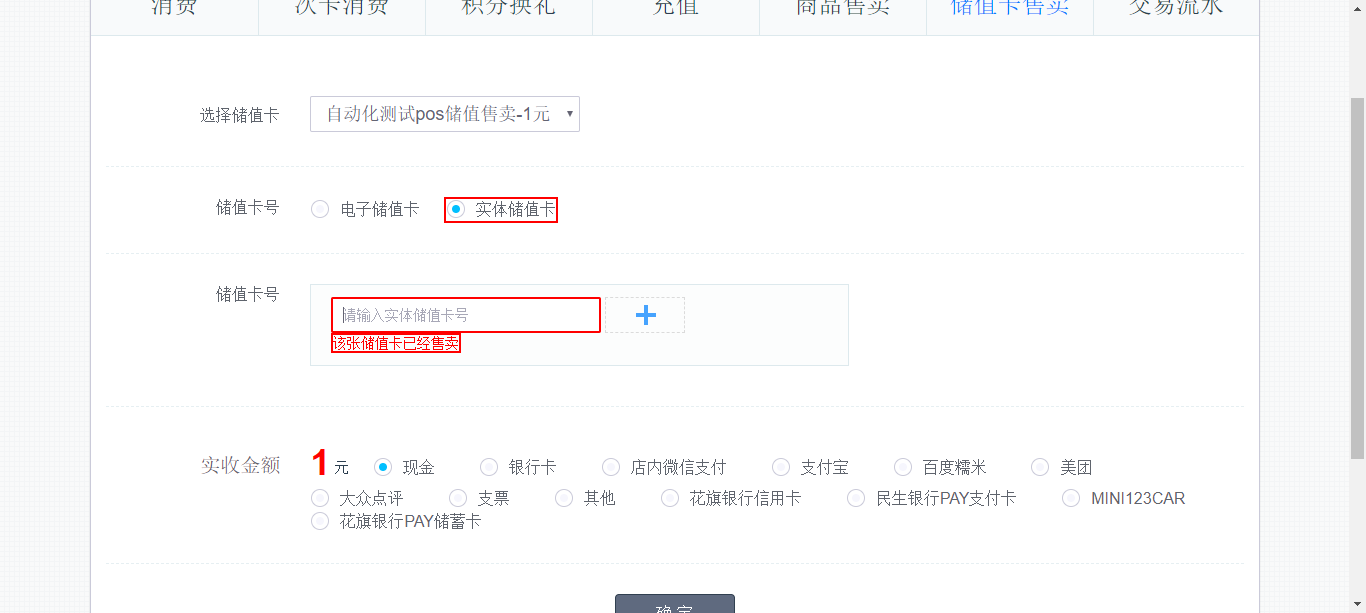 消费 次卡消费 积分换礼 充值 商品售卖 储值卡售卖 交易流水
选择储值卡 自动化测试pos储值售卖-1元
储值卡号 电子储值卡 实体储值卡
储值卡号 请输入实体储值卡号
该张储值卡已经售卖
实收金额 1 元 现金 银行卡 店内微信支付 支付宝 百度糯米 美团
大众点评 支票 其他 花旗银行信用卡 民生银行PAY支付卡 MINI123CAR
花旗银行PAY储蓄卡
确 定